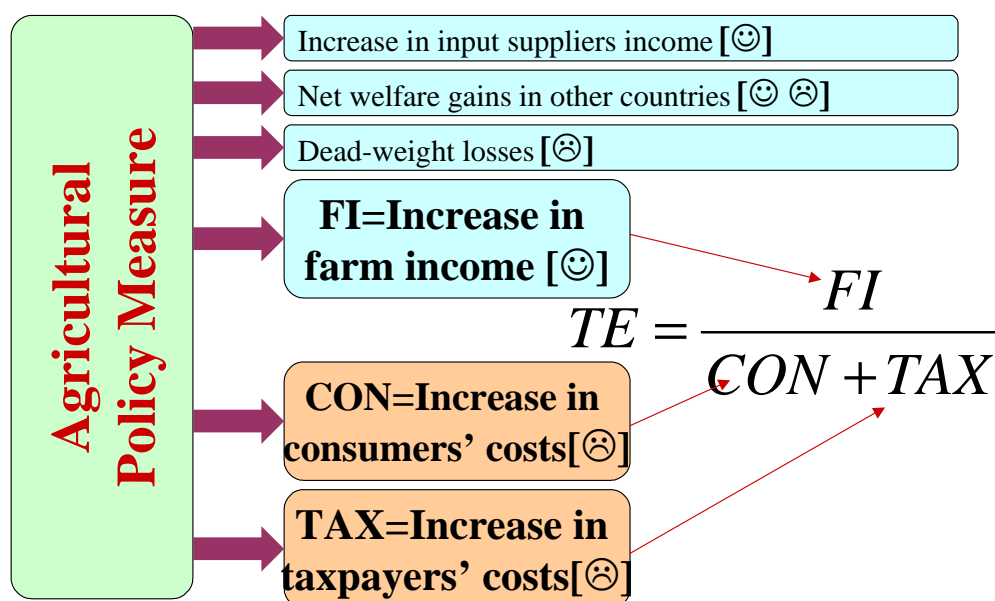 Agricultural
Policy Measure
Increase in input suppliers income [☺]
Net welfare gains in other countries [☺ ☹]
Dead-weight losses [☹]
FI=Increase in
farm income [☺]
TE = FI / CON + TAX
CON=Increase in
consumers’ costs[☹]
TAX=Increase in
taxpayers’ costs[☹]